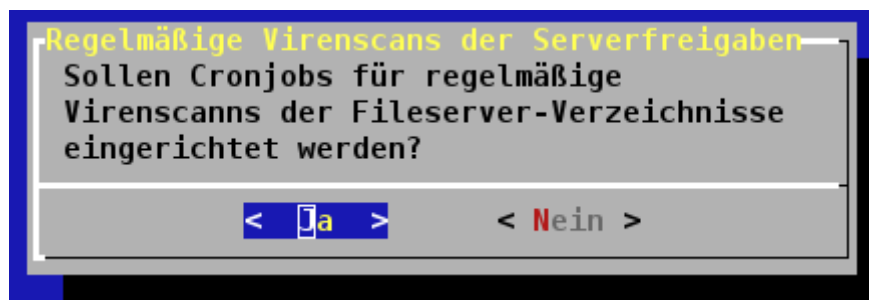 Regelmäßige Virenscans der Serverfreigaben
Sollen Cronjobs für regelmäßige
Virenscanns der Fileserver-Verzeichnisse
eingerichtet werden?
< Ja > < Nein >